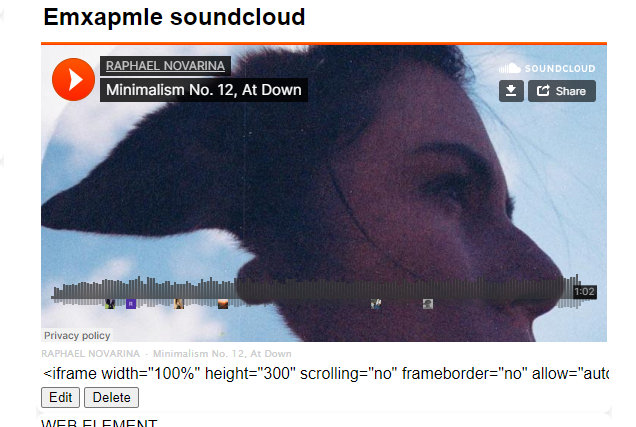 Emxapmle soundcloud
RAPHAEL NOVARINA
SOUNDCLOUD
Minimalism No. 12, At Down
Share
1:02
R
Privacy policy
RAPHAEL NOVARINA · Minimalism No. 12, At Down
<iframe width="100%" height="300" scrolling="no" frameborder="no" allow="auto
Edit Delete
WEB ELEMENT